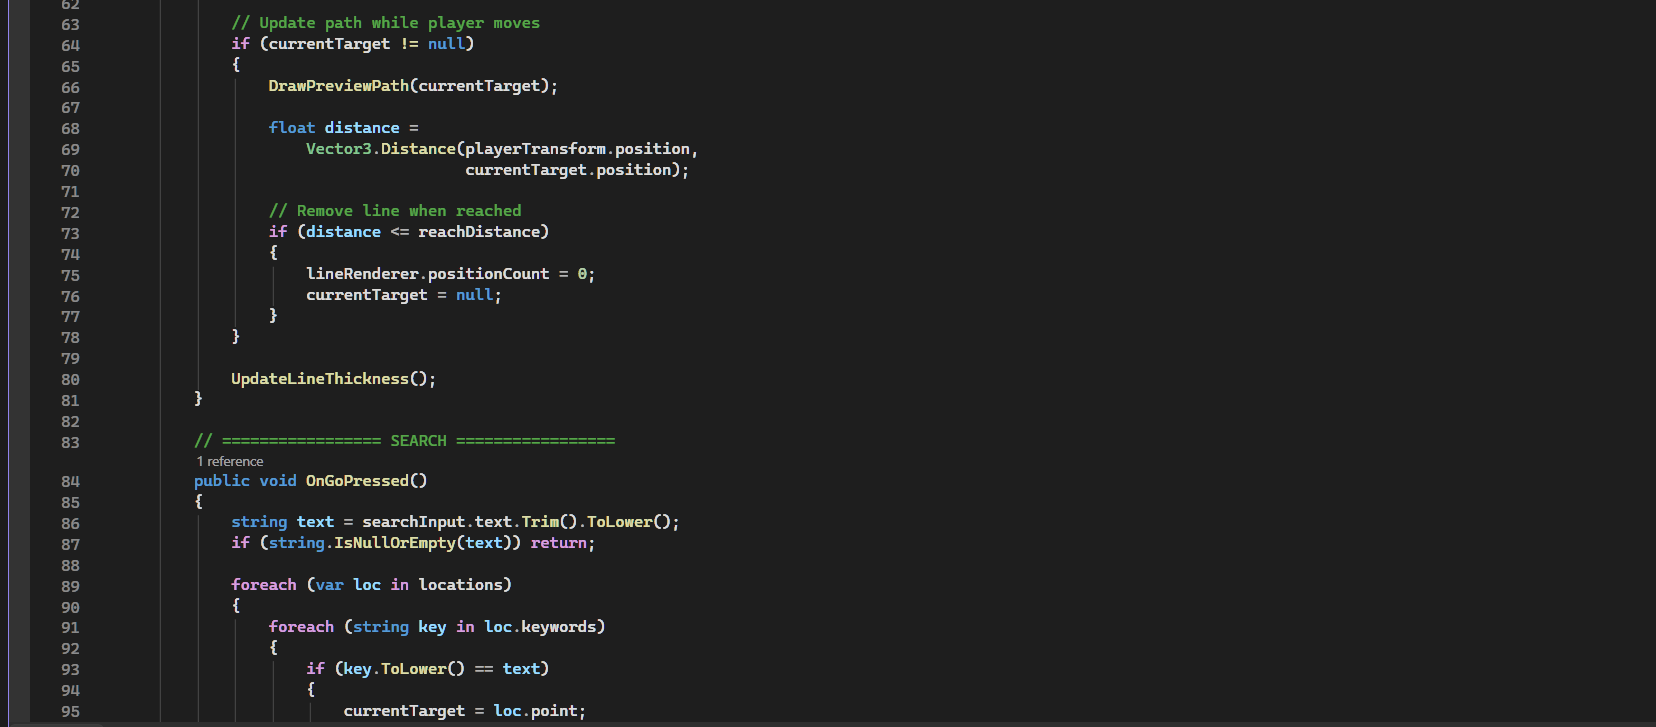 62
63 // Update path while player moves
64 if (currentTarget != null)
65 {
66 DrawPreviewPath(currentTarget);
67
68 float distance =
69 Vector3.Distance(playerTransform.position,
70 currentTarget.position);
71
72 // Remove line when reached
73 if (distance <= reachDistance)
74 {
75 lineRenderer.positionCount = 0;
76 currentTarget = null;
77 }
78 }
79
80 UpdateLineThickness();
81 }
82
83 // ================= SEARCH =================
1 reference
84 public void OnGoPressed()
85 {
86 string text = searchInput.text.Trim().ToLower();
87 if (string.IsNullOrEmpty(text)) return;
88
89 foreach (var loc in locations)
90 {
91 foreach (string key in loc.keywords)
92 {
93 if (key.ToLower() == text)
94 {
95 currentTarget = loc.point;